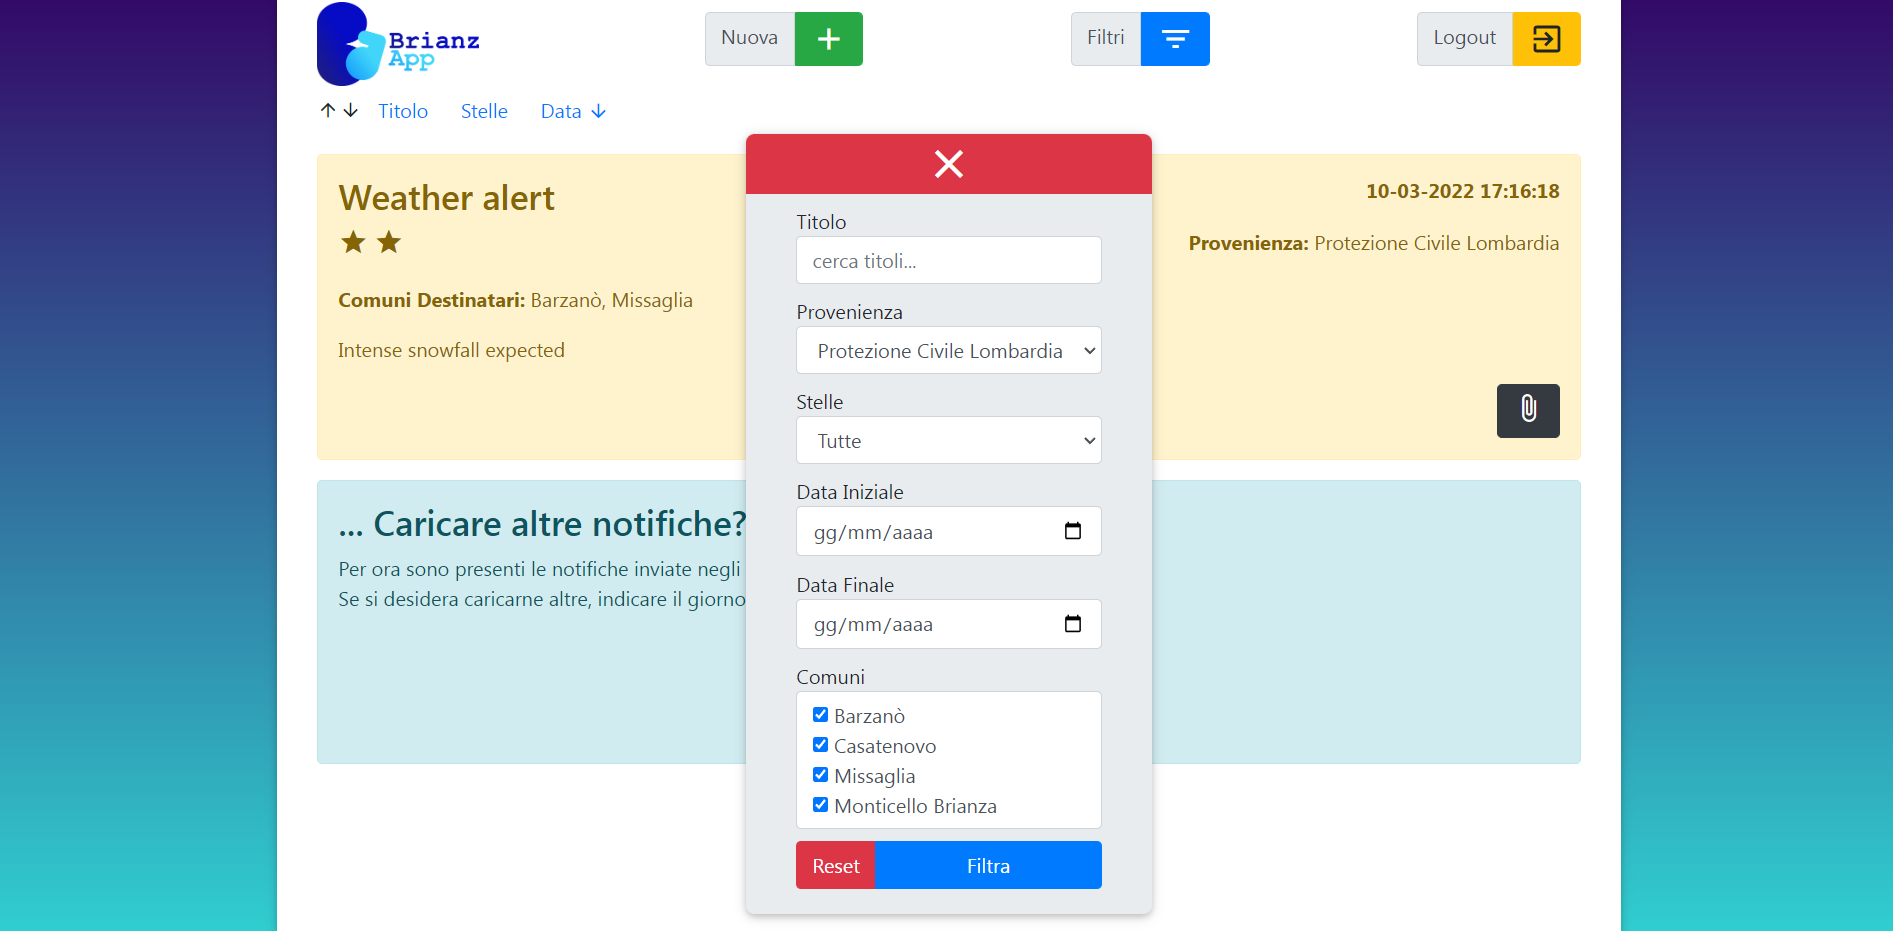 Brianz
App
Nuova
Filtri
Logout
Titolo Stelle Data
Weather alert
10-03-2022 17:16:18
Provenienza: Protezione Civile Lombardia
Comuni Destinatari: Barzanò, Missaglia
Intense snowfall expected
... Caricare altre notifiche?
Per ora sono presenti le notifiche inviate negli
Se si desidera caricarne altre, indicare il giorno
Titolo
cerca titoli...
Provenienza
Protezione Civile Lombardia
Stelle
Tutte
Data Iniziale
gg/mm/aaaa
Data Finale
gg/mm/aaaa
Comuni
Barzanò
Casatenovo
Missaglia
Monticello Brianza
Reset Filtra